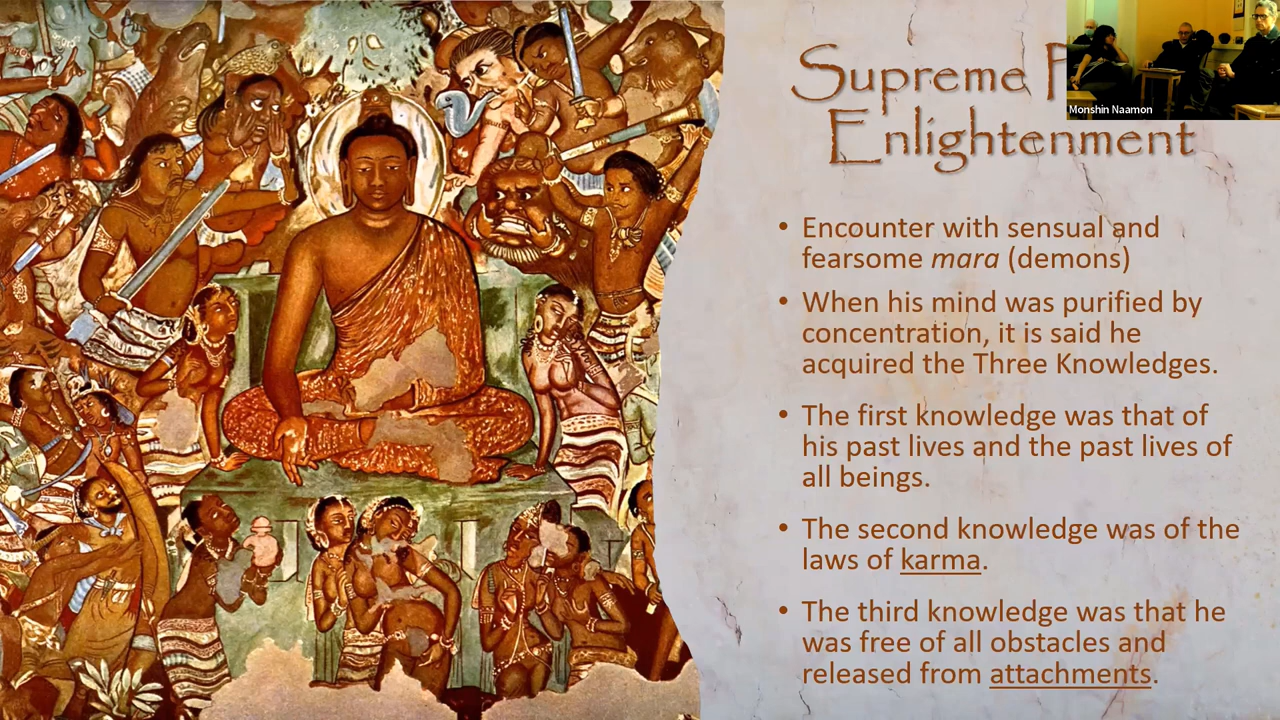 Supreme
Enlightenment
Monshin Naamon
• Encounter with sensual and
fearsome mara (demons)
• When his mind was purified by
concentration, it is said he
acquired the Three Knowledges.
• The first knowledge was that of
his past lives and the past lives of
all beings.
• The second knowledge was of the
laws of karma.
• The third knowledge was that he
was free of all obstacles and
released from attachments.